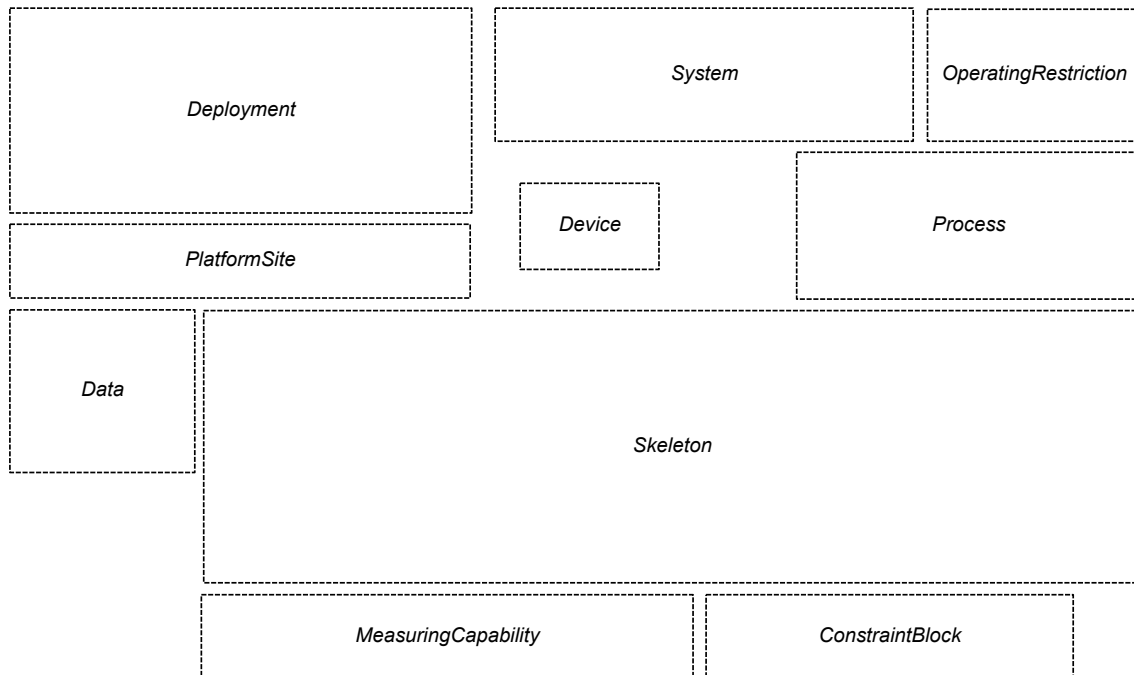 Deployment
System
OperatingRestriction
Device
Process
PlatformSite
Data
Skeleton
MeasuringCapability
ConstraintBlock